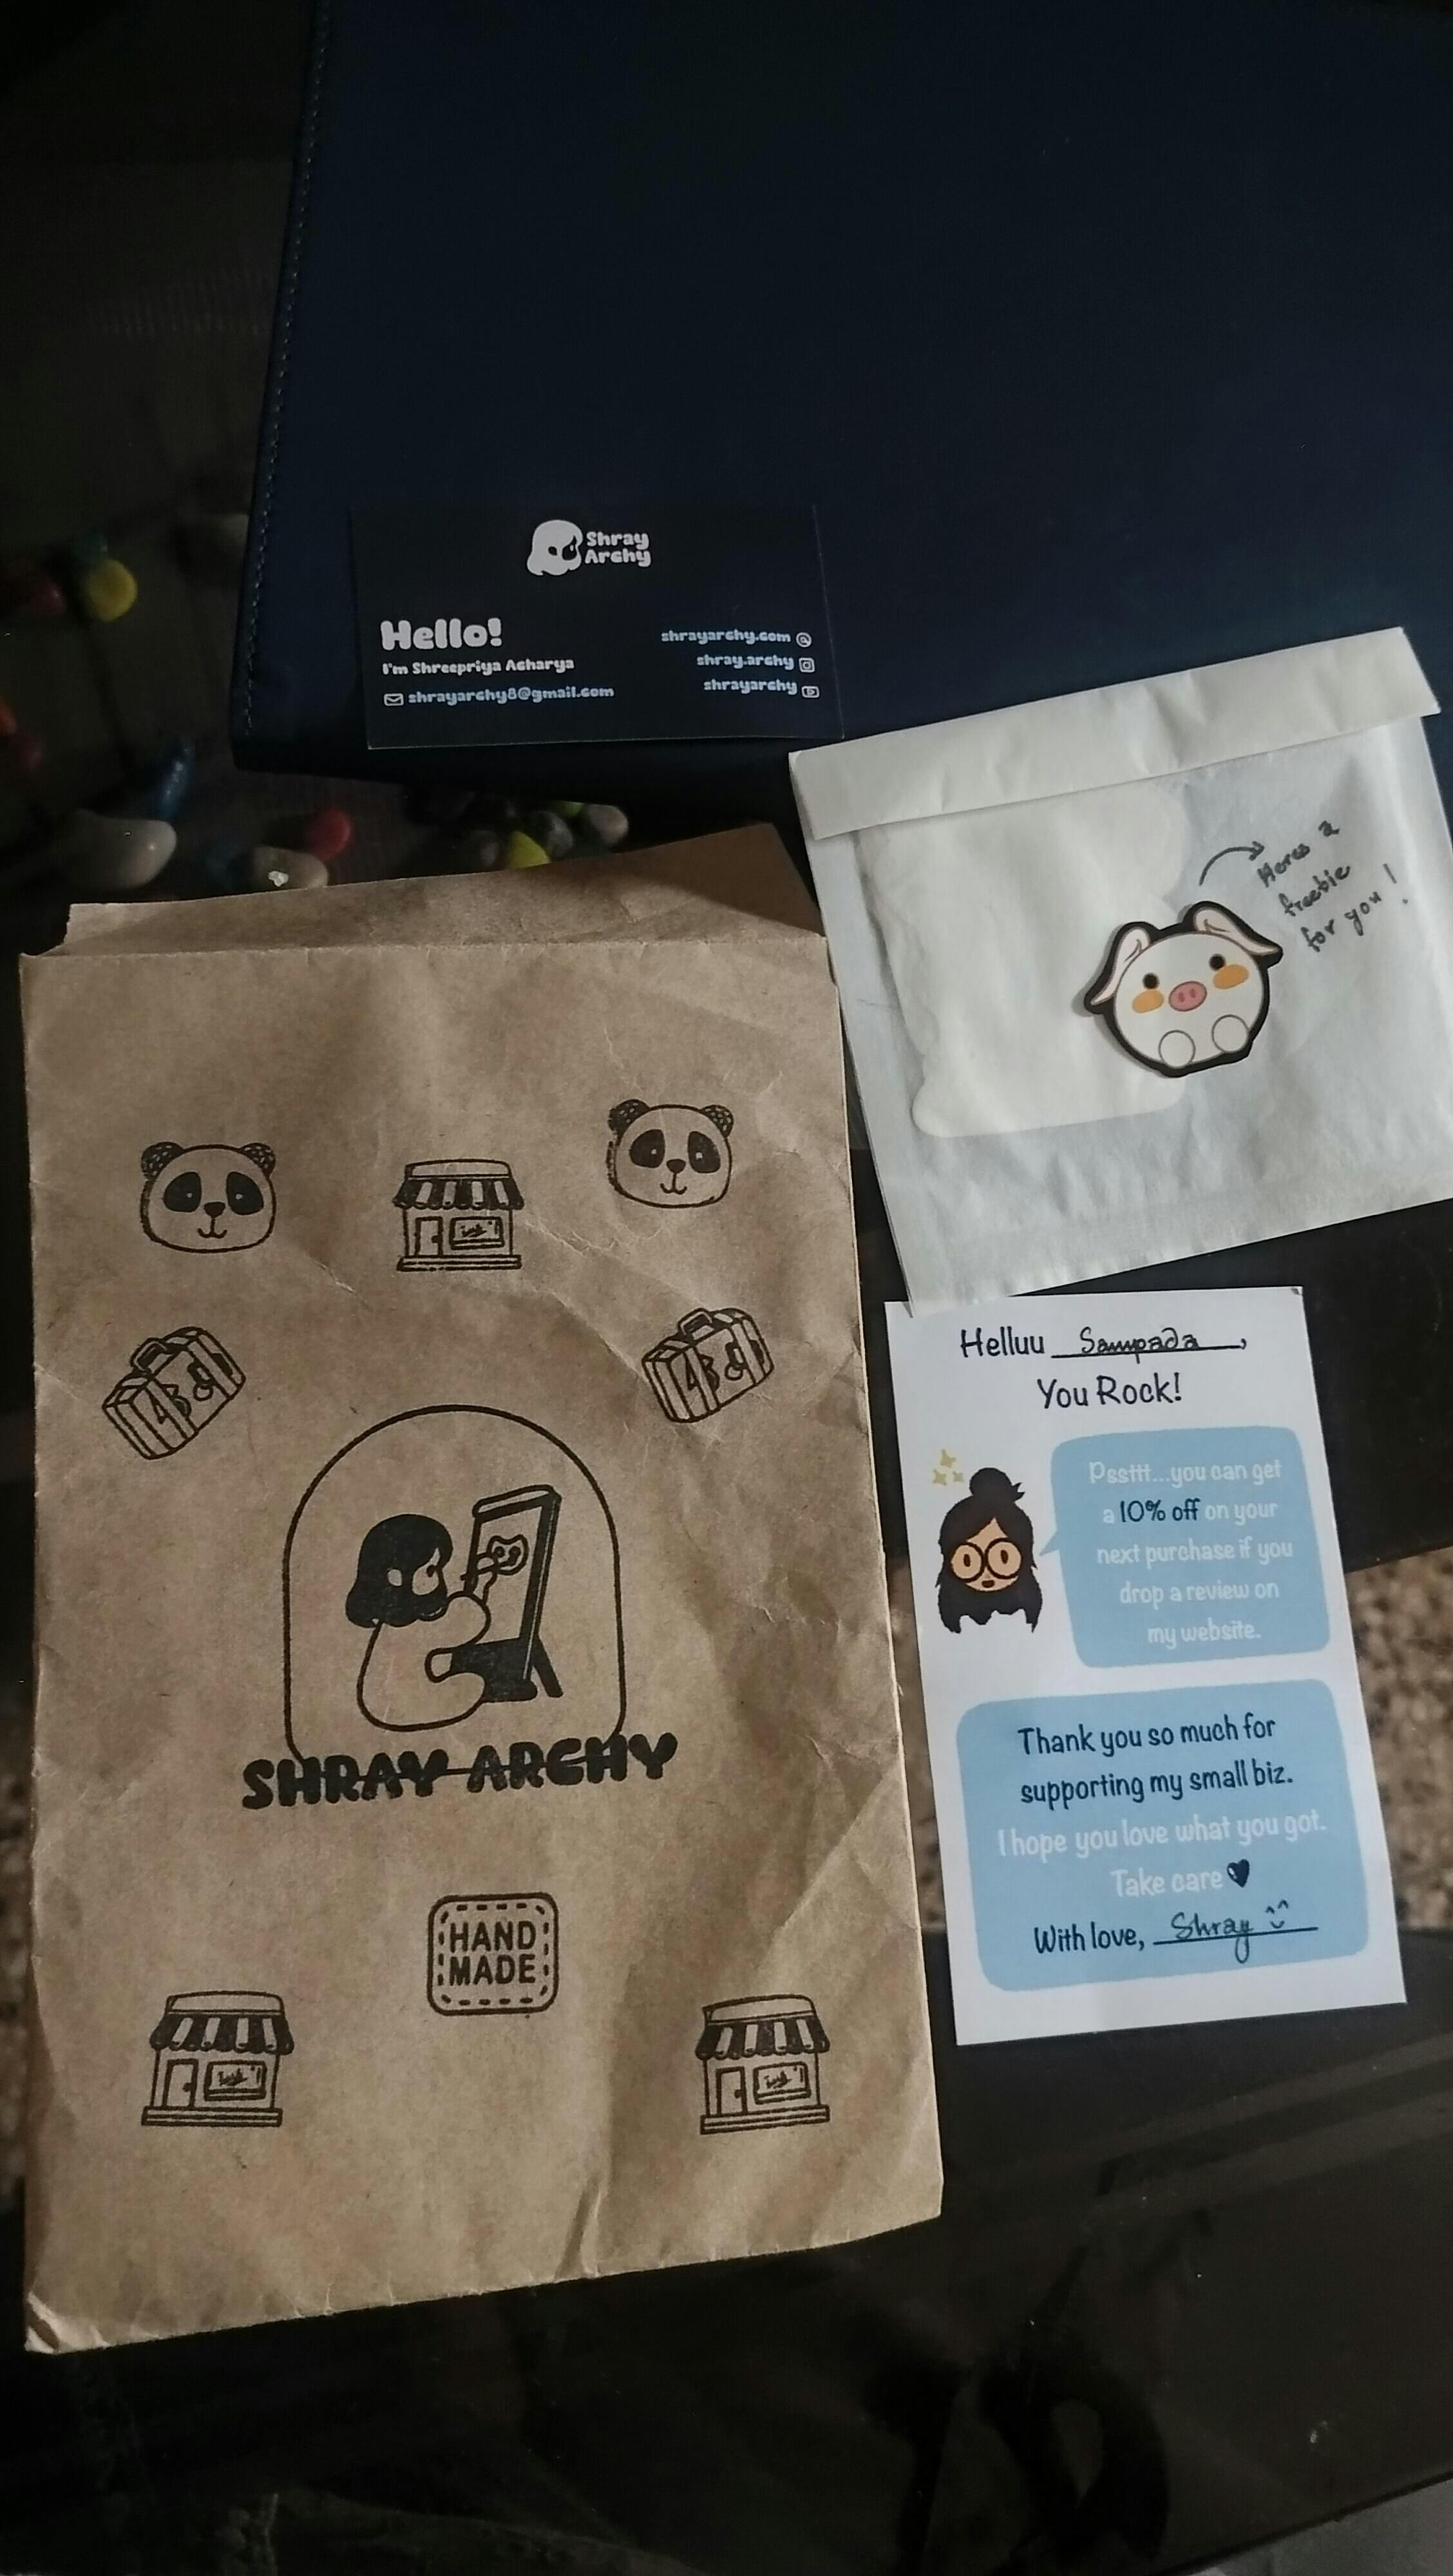 Shray
Archy
Hello!
I'm Shreepriya Acharya
shrayarchy8@gmail.com
shrayarchy.com
shray.archy
shrayarchy
Heres a
freebie
for you!
SHRAY ARCHY
HAND
MADE
Helluu Sampada,
You Rock!
Pssttt...you can get
a 10% off on your
next purchase if you
drop a review on
my website.
Thank you so much for
supporting my small biz.
I hope you love what you got.
Take care
With love, Shray